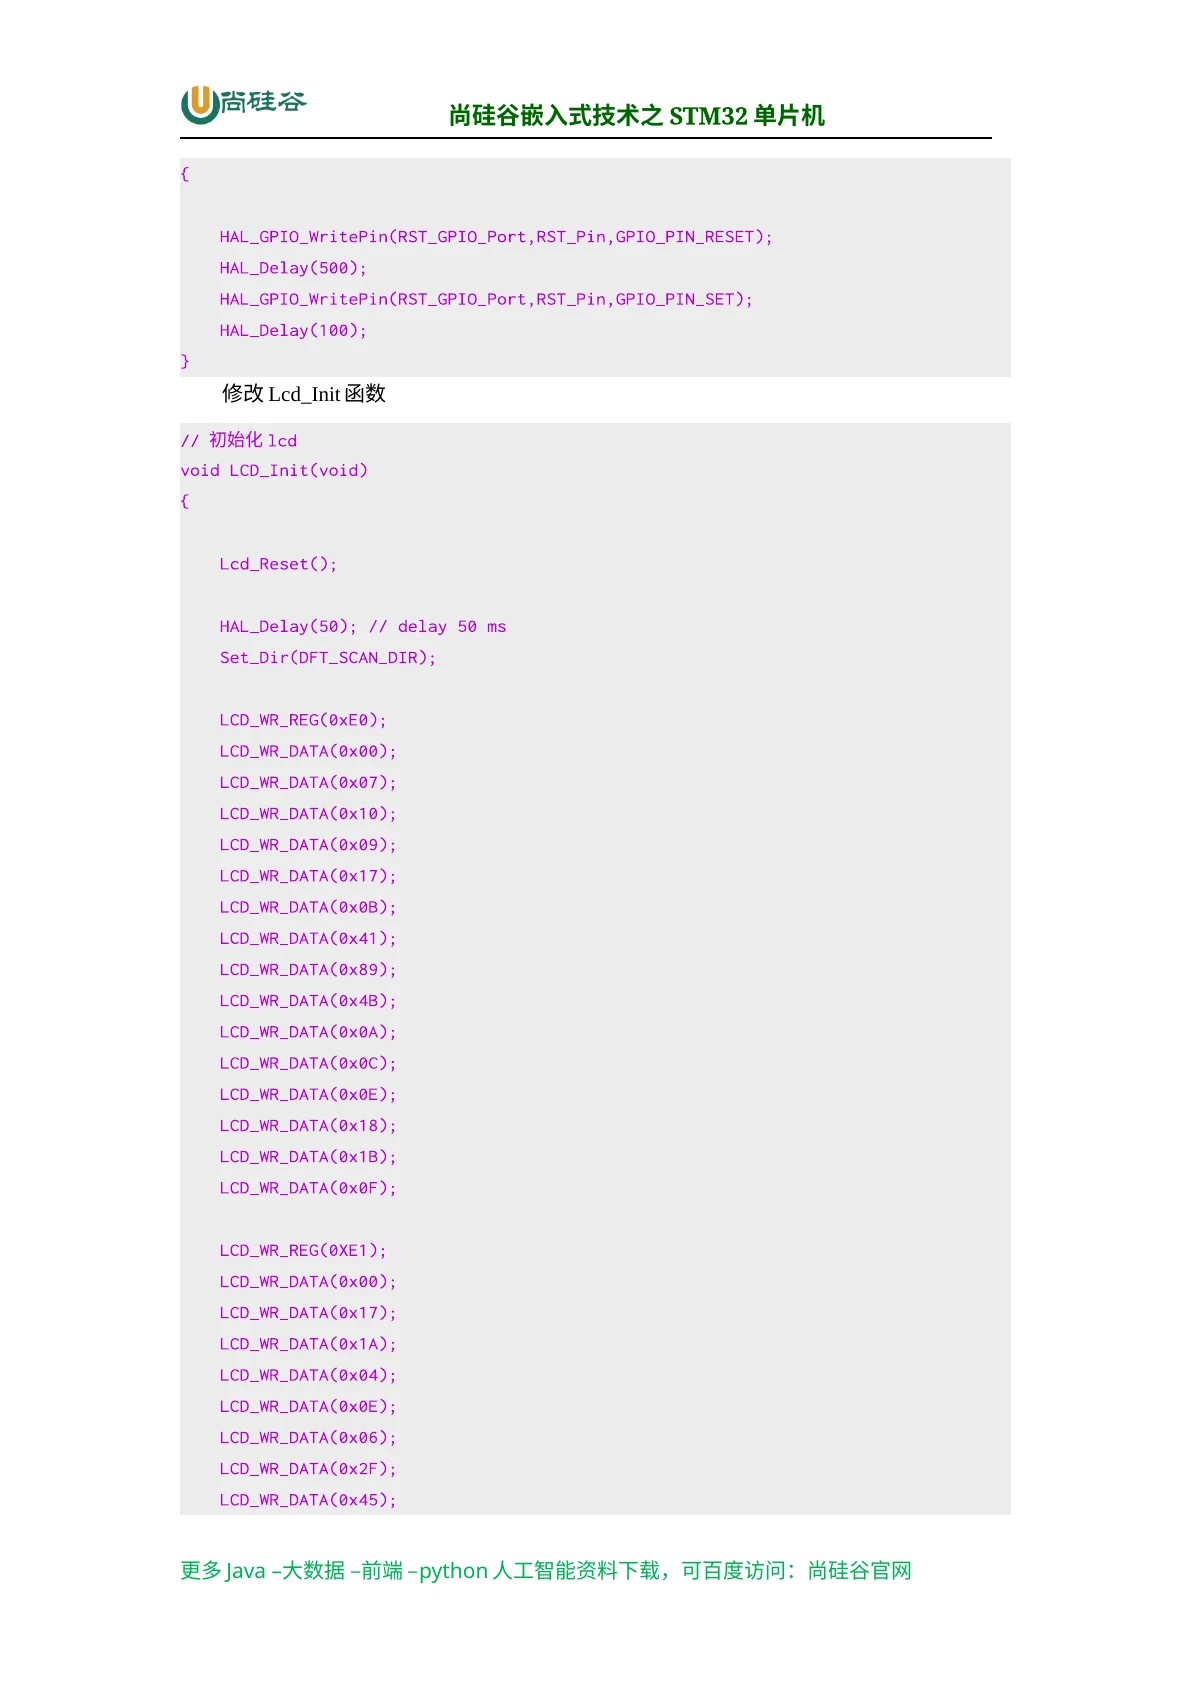 尚硅谷
尚硅谷嵌入式技术之 STM32 单片机
{
HAL_GPIO_WritePin(RST_GPIO_Port,RST_Pin,GPIO_PIN_RESET);
HAL_Delay(500);
HAL_GPIO_WritePin(RST_GPIO_Port,RST_Pin,GPIO_PIN_SET);
HAL_Delay(100);
}
修改 Lcd_Init 函数
// 初始化 lcd
void LCD_Init(void)
{
Lcd_Reset();
HAL_Delay(50); // delay 50 ms
Set_Dir(DFT_SCAN_DIR);
LCD_WR_REG(0xE0);
LCD_WR_DATA(0x00);
LCD_WR_DATA(0x07);
LCD_WR_DATA(0x10);
LCD_WR_DATA(0x09);
LCD_WR_DATA(0x17);
LCD_WR_DATA(0x0B);
LCD_WR_DATA(0x41);
LCD_WR_DATA(0x89);
LCD_WR_DATA(0x4B);
LCD_WR_DATA(0x0A);
LCD_WR_DATA(0x0C);
LCD_WR_DATA(0x0E);
LCD_WR_DATA(0x18);
LCD_WR_DATA(0x1B);
LCD_WR_DATA(0x0F);
LCD_WR_REG(0XE1);
LCD_WR_DATA(0x00);
LCD_WR_DATA(0x17);
LCD_WR_DATA(0x1A);
LCD_WR_DATA(0x04);
LCD_WR_DATA(0x0E);
LCD_WR_DATA(0x06);
LCD_WR_DATA(0x2F);
LCD_WR_DATA(0x45);
更多 Java –大数据 –前端 –python 人工智能资料下载，可百度访问：尚硅谷官网